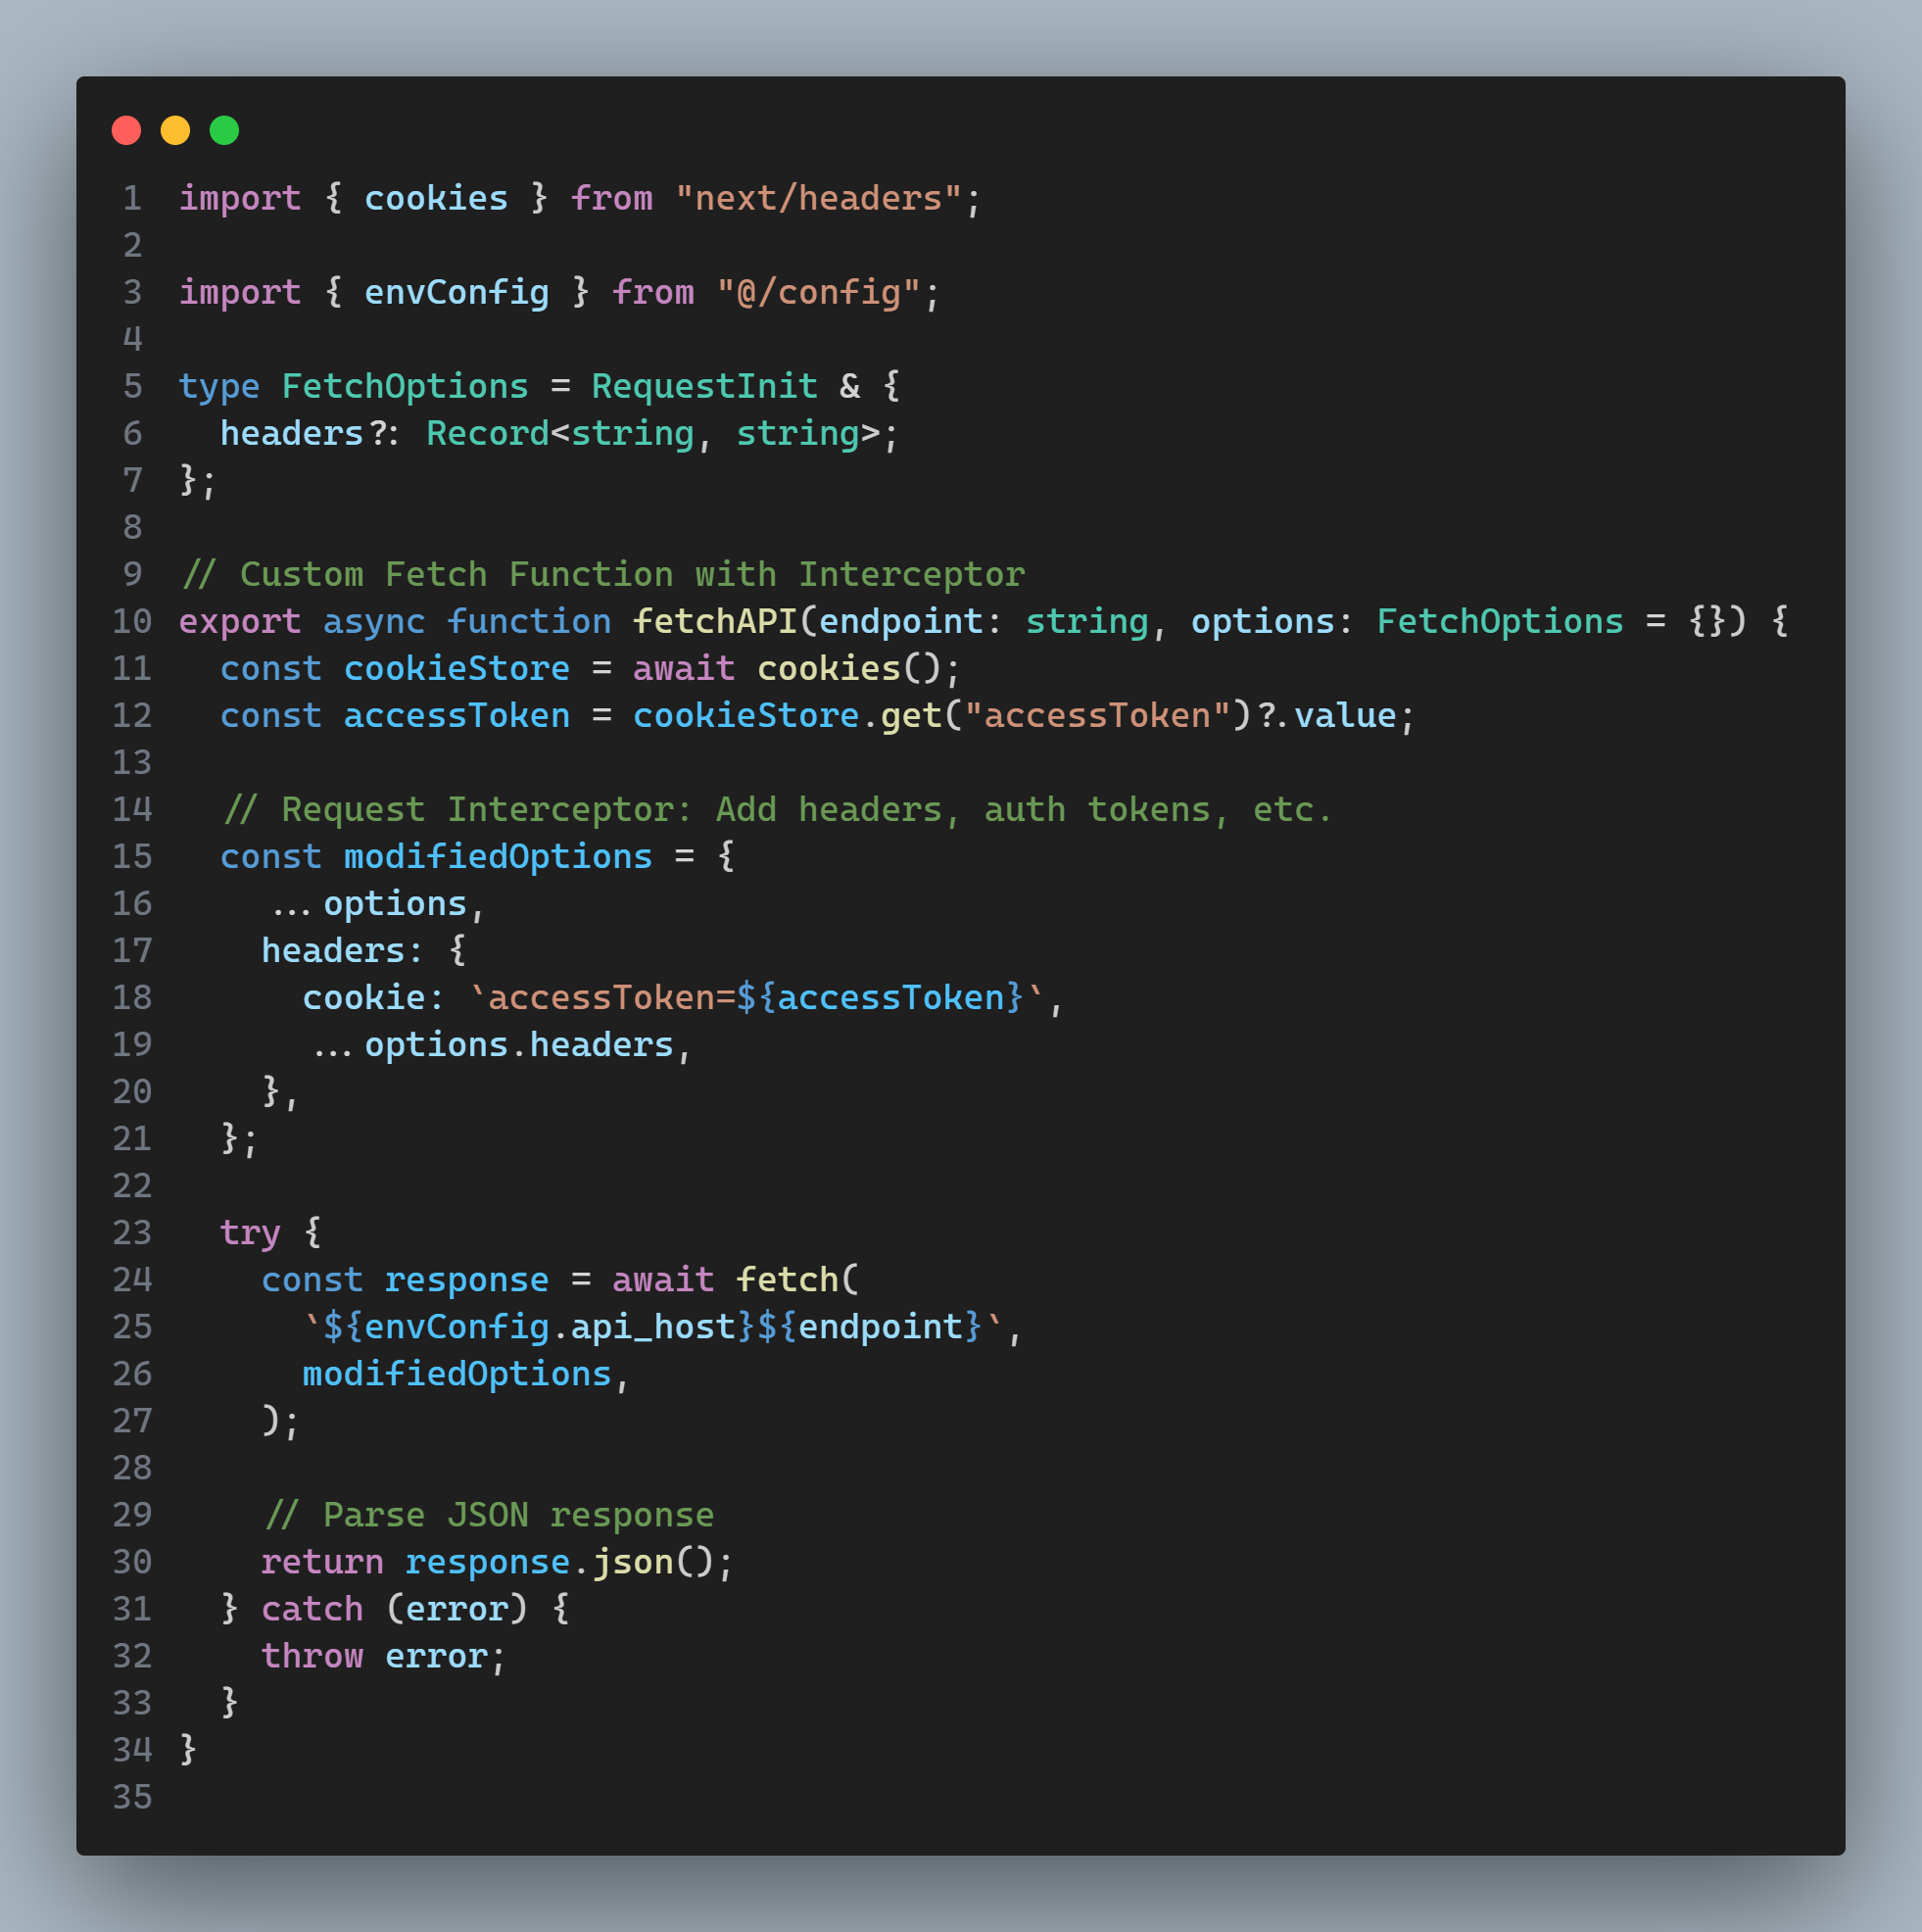 1 import { cookies } from "next/headers";
2
3 import { envConfig } from "@/config";
4
5 type FetchOptions = RequestInit & {
6   headers?: Record<string, string>;
7 };
8
9 // Custom Fetch Function with Interceptor
10 export async function fetchAPI(endpoint: string, options: FetchOptions = {}) {
11   const cookieStore = await cookies();
12   const accessToken = cookieStore.get("accessToken")?.value;
13
14   // Request Interceptor: Add headers, auth tokens, etc.
15   const modifiedOptions = {
16     ...options,
17     headers: {
18       cookie: `accessToken=${accessToken}`,
19       ...options.headers,
20     },
21   };
22
23   try {
24     const response = await fetch(
25       `${envConfig.api_host}${endpoint}`,
26       modifiedOptions,
27     );
28
29     // Parse JSON response
30     return response.json();
31   } catch (error) {
32     throw error;
33   }
34 }
35